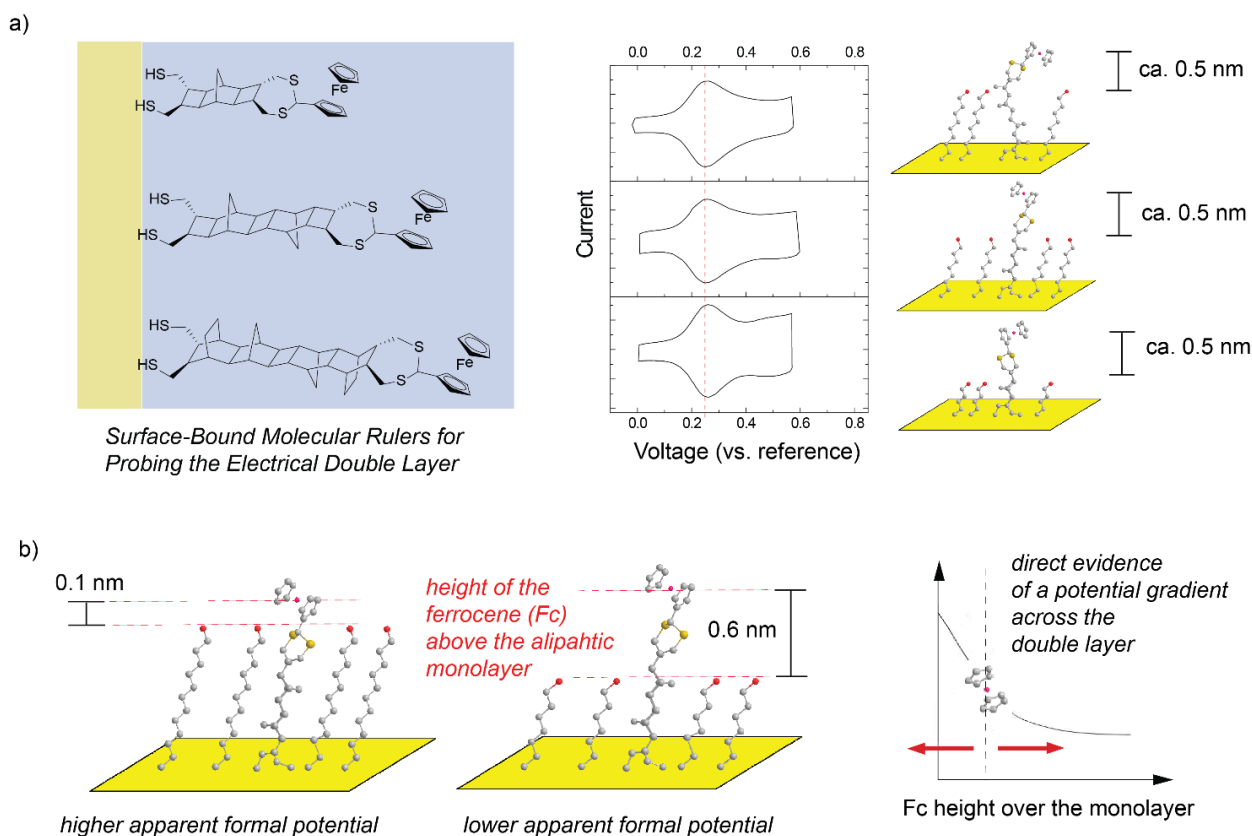 a)
HS
HS
S
S
Fe
HS
HS
S
S
Fe
HS
HS
S
S
Fe
Surface-Bound Molecular Rulers for
Probing the Electrical Double Layer
0.0 0.2 0.4 0.6 0.8
Current
0.0 0.2 0.4 0.6 0.8
Voltage (vs. reference)
ca. 0.5 nm
ca. 0.5 nm
ca. 0.5 nm
b)
0.1 nm
higher apparent formal potential
height of the
ferrocene (Fc)
above the alipahtic
monolayer
0.6 nm
lower apparent formal potential
direct evidence
of a potential gradient
across the
double layer
Fc height over the monolayer